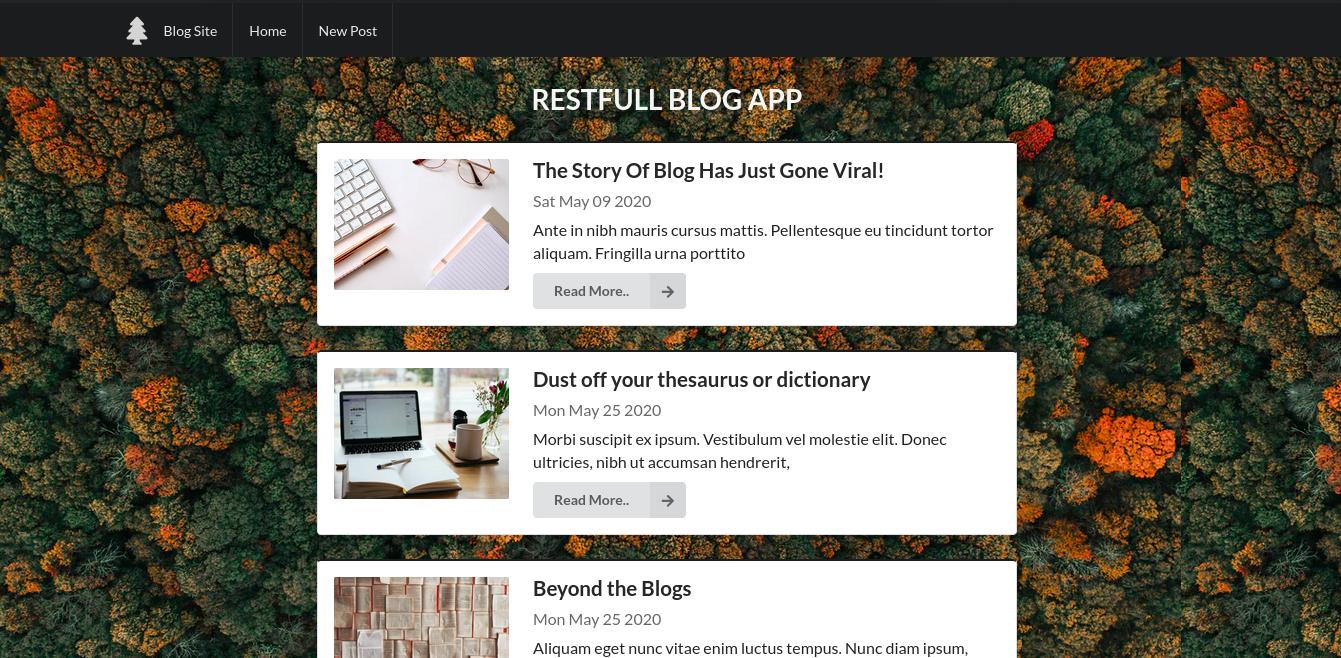 Blog Site Home New Post
RESTFULL BLOG APP
The Story Of Blog Has Just Gone Viral!
Sat May 09 2020
Ante in nibh mauris cursus mattis. Pellentesque eu tincidunt tortor
aliquam. Fringilla urna porttito
Read More..
Dust off your thesaurus or dictionary
Mon May 25 2020
Morbi suscipit ex ipsum. Vestibulum vel molestie elit. Donec
ultricies, nibh ut accumsan hendrerit,
Read More..
Beyond the Blogs
Mon May 25 2020
Aliquam eget nunc vitae enim luctus tempus. Nunc diam ipsum,